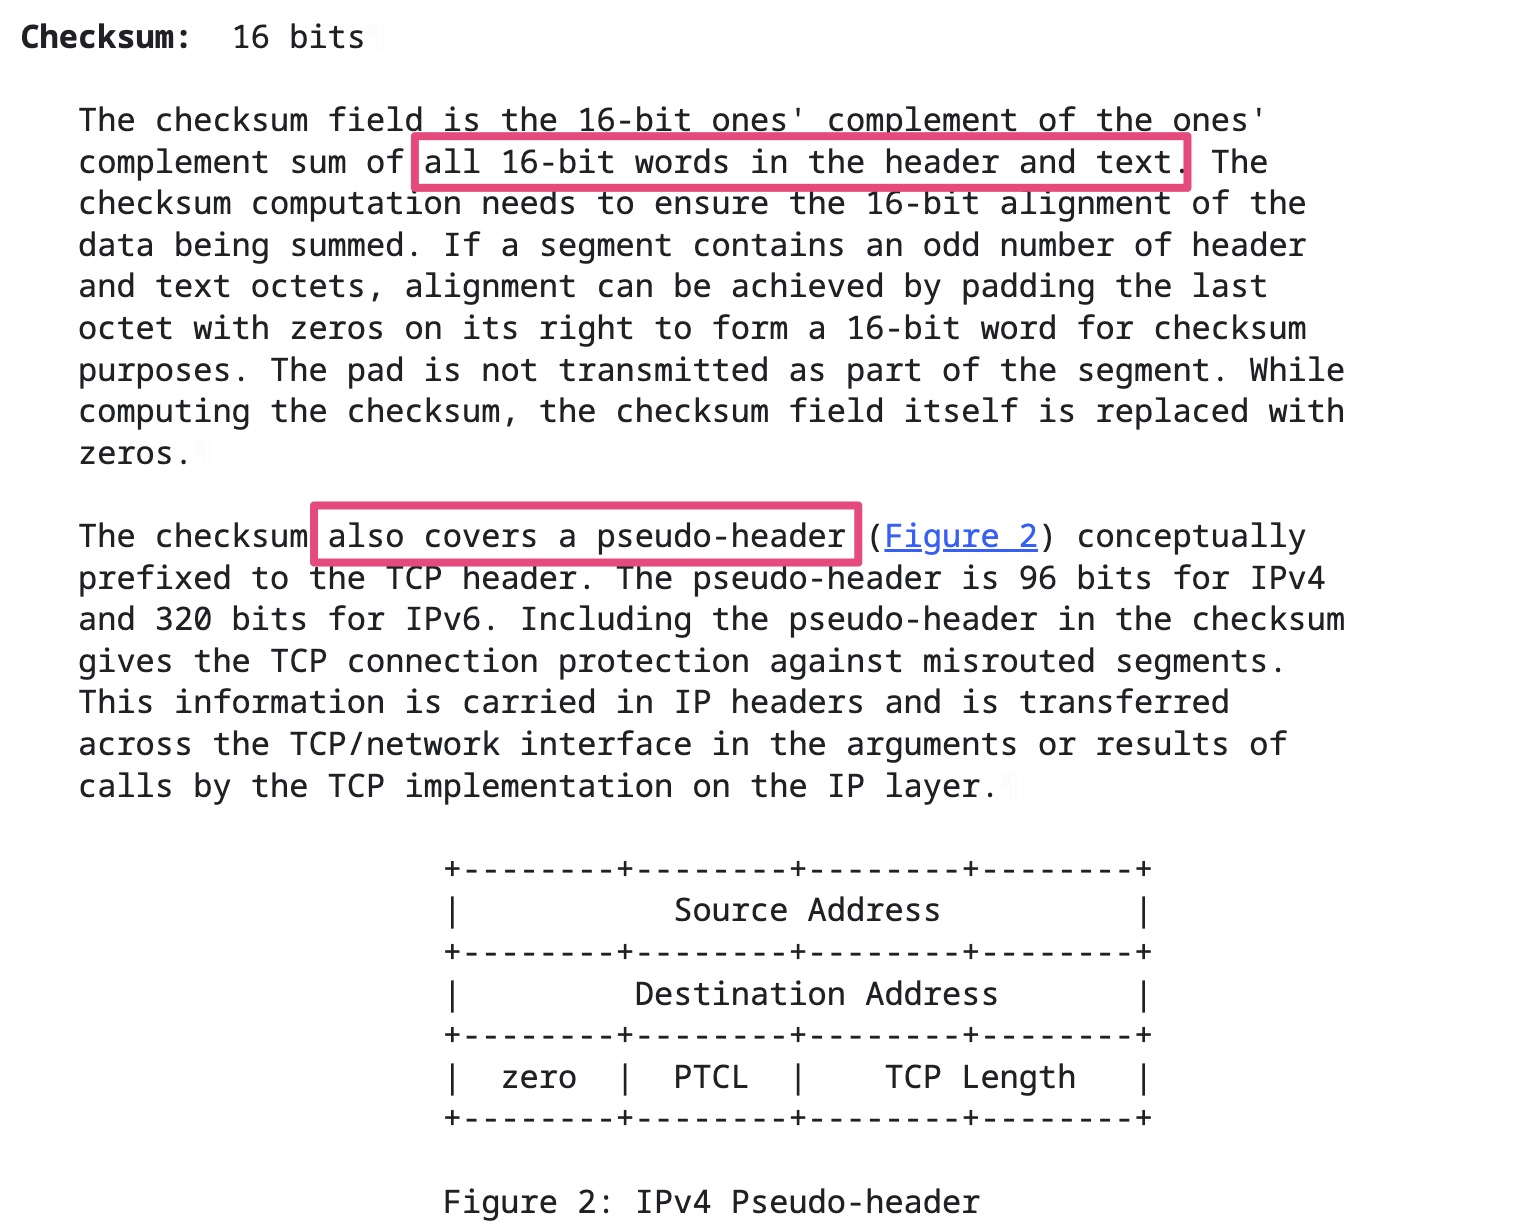 Checksum:  16 bits
The checksum field is the 16-bit ones' complement of the ones'
complement sum of all 16-bit words in the header and text. The
checksum computation needs to ensure the 16-bit alignment of the
data being summed. If a segment contains an odd number of header
and text octets, alignment can be achieved by padding the last
octet with zeros on its right to form a 16-bit word for checksum
purposes. The pad is not transmitted as part of the segment. While
computing the checksum, the checksum field itself is replaced with
zeros.
The checksum also covers a pseudo-header (Figure 2) conceptually
prefixed to the TCP header. The pseudo-header is 96 bits for IPv4
and 320 bits for IPv6. Including the pseudo-header in the checksum
gives the TCP connection protection against misrouted segments.
This information is carried in IP headers and is transferred
across the TCP/network interface in the arguments or results of
calls by the TCP implementation on the IP layer.
+--------+--------+--------+--------+
|           Source Address          |
+--------+--------+--------+--------+
|         Destination Address       |
+--------+--------+--------+--------+
|  zero  |  PTCL  |    TCP Length   |
+--------+--------+--------+--------+
Figure 2: IPv4 Pseudo-header